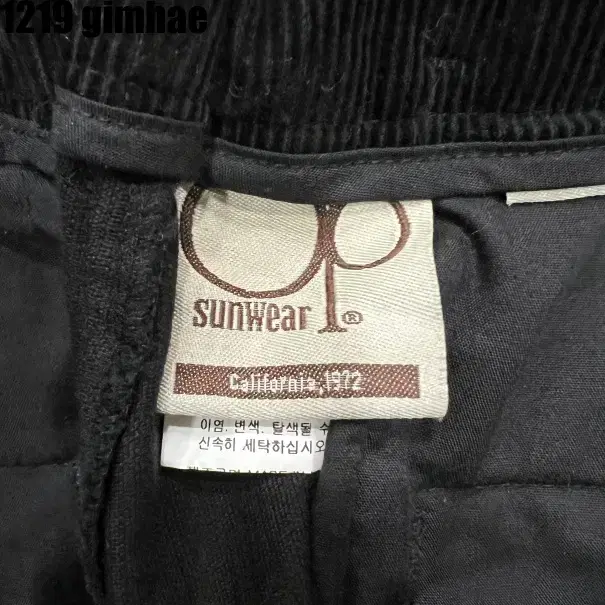 1219 gimhae
op
sunwear ®
California, 1972
이염. 변색. 탈색될 수
신속히 세탁하십시오